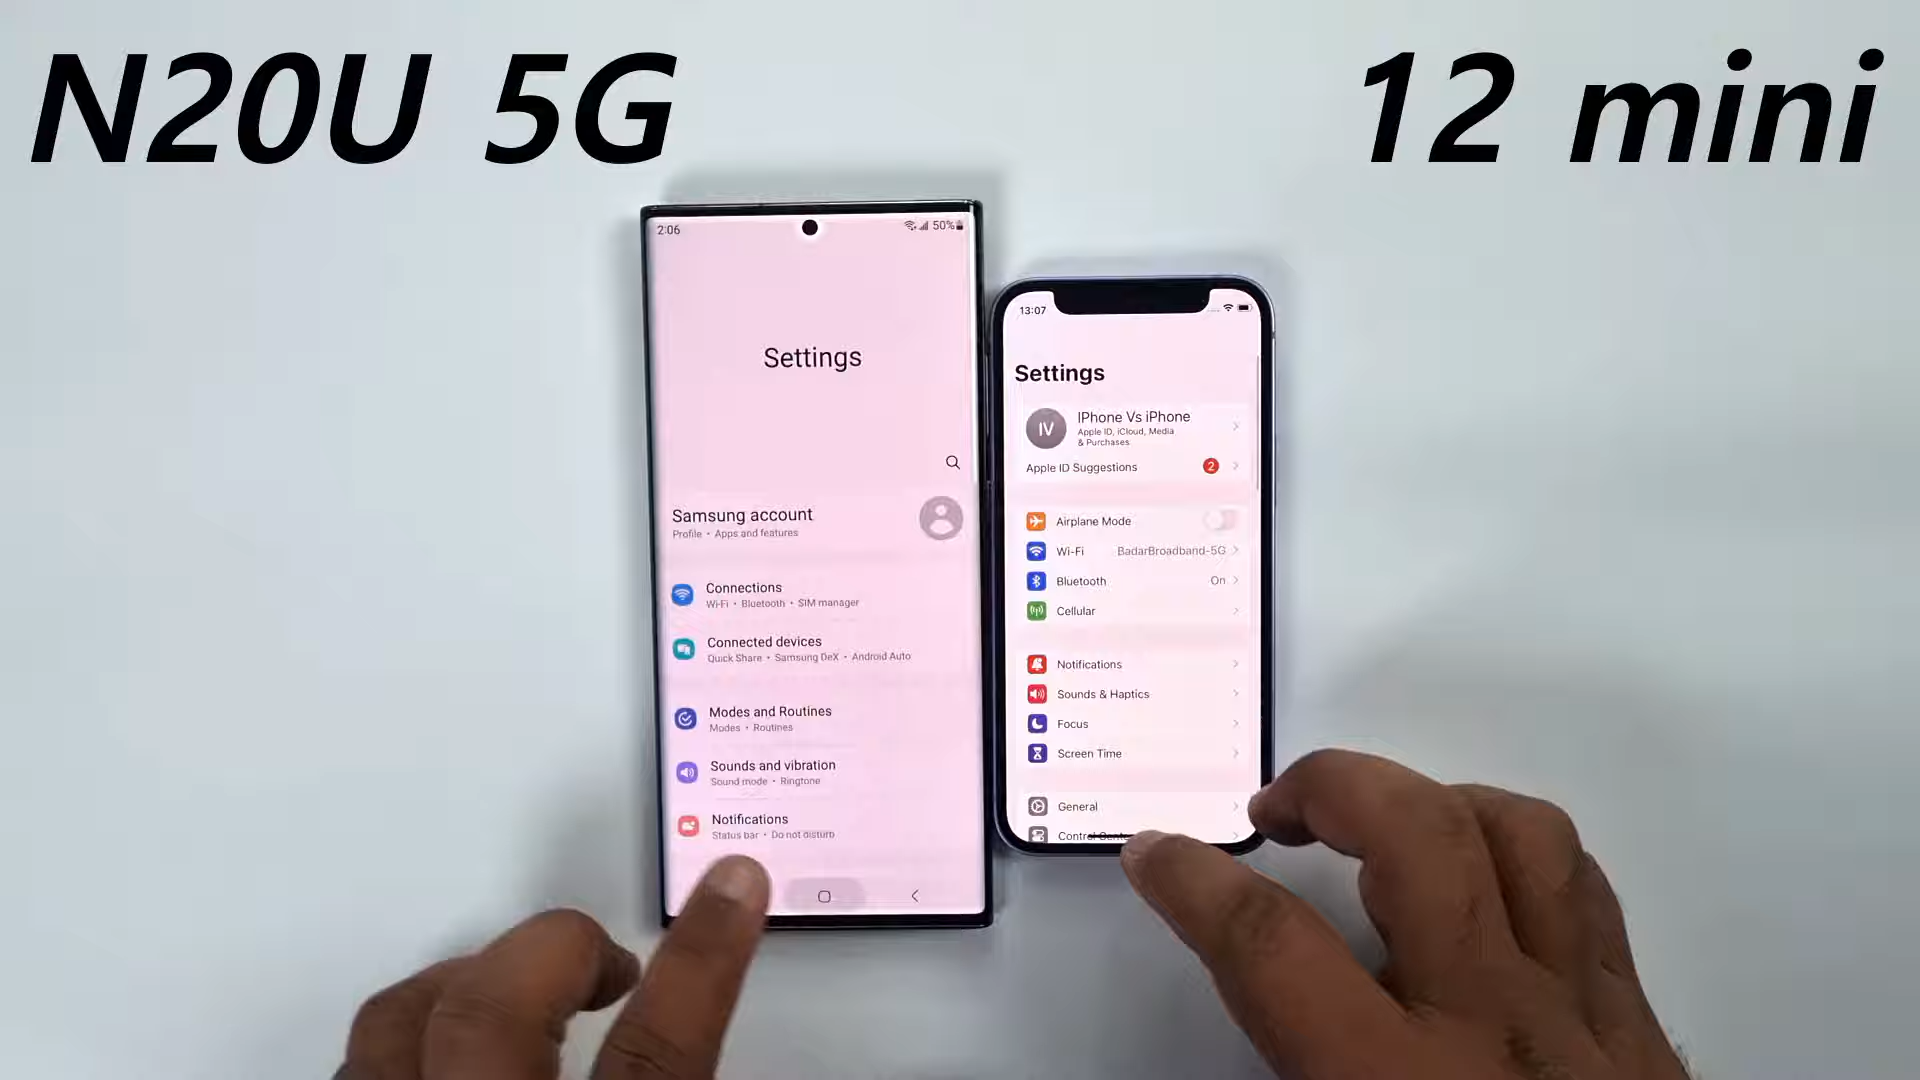 N20U 5G
12 mini
2:06
50%
Settings
Samsung account
Profile • Apps and features
Connections
Wi-Fi • Bluetooth • SIM manager
Connected devices
Quick Share • Samsung DeX • Android Auto
Modes and Routines
Modes • Routines
Sounds and vibration
Sound mode • Ringtone
Notifications
Status bar • Do not disturb
13:07
Settings
IV
IPhone Vs iPhone
Apple ID, iCloud, Media
& Purchases
Apple ID Suggestions 2
Airplane Mode
Wi-Fi BadarBroadband-5G
Bluetooth On
Cellular
Notifications
Sounds & Haptics
Focus
Screen Time
General
Control